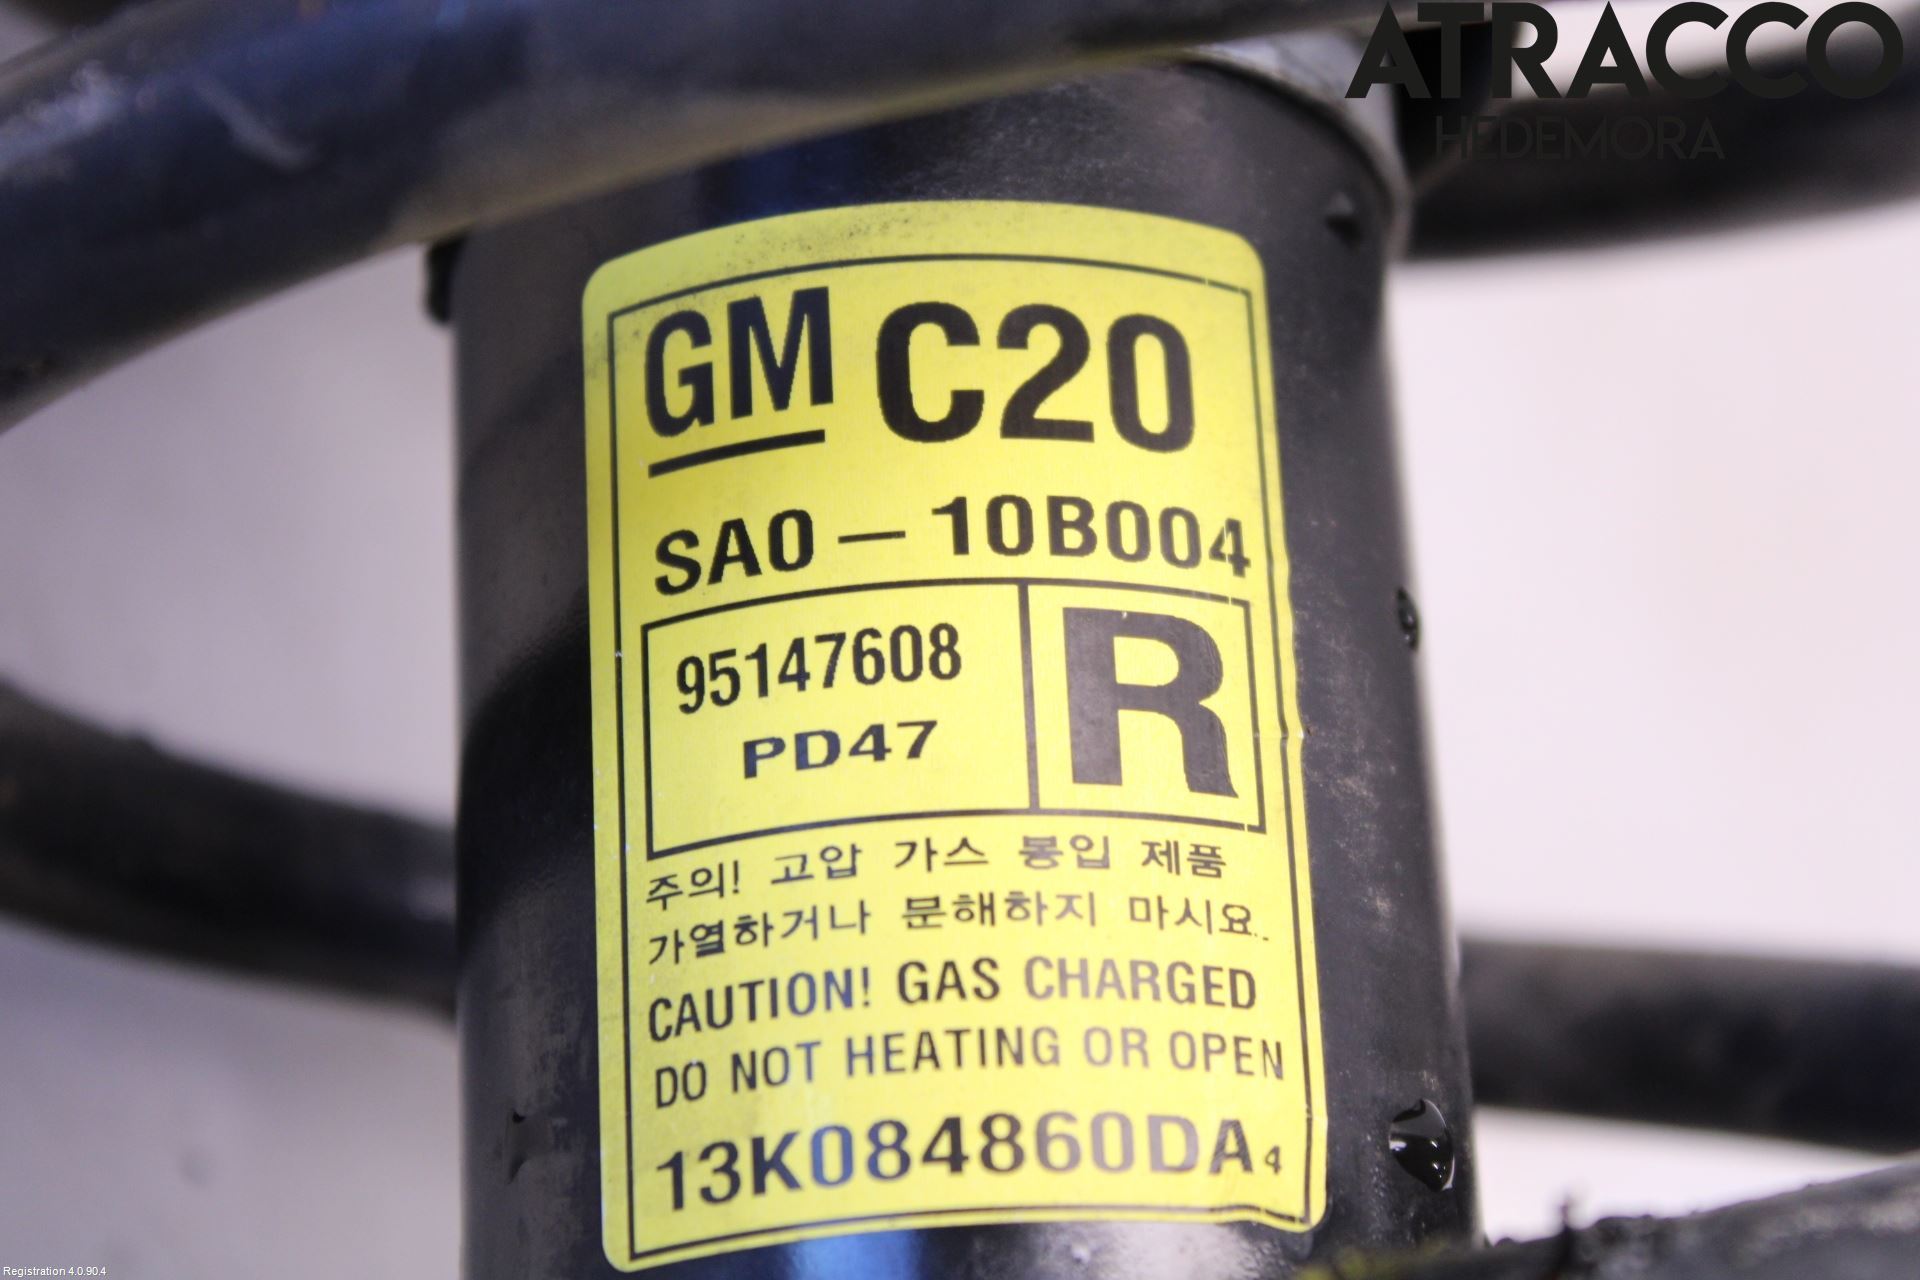 ATRACCO
HEDEMORA
GM C20
SA0 — 10B004
95147608
PD47
R
주의! 고압 가스 봉입 제품
가열하거나 분해하지 마시요..
CAUTION! GAS CHARGED
DO NOT HEATING OR OPEN
13K084860DA 4
Registration 4.0.90.4